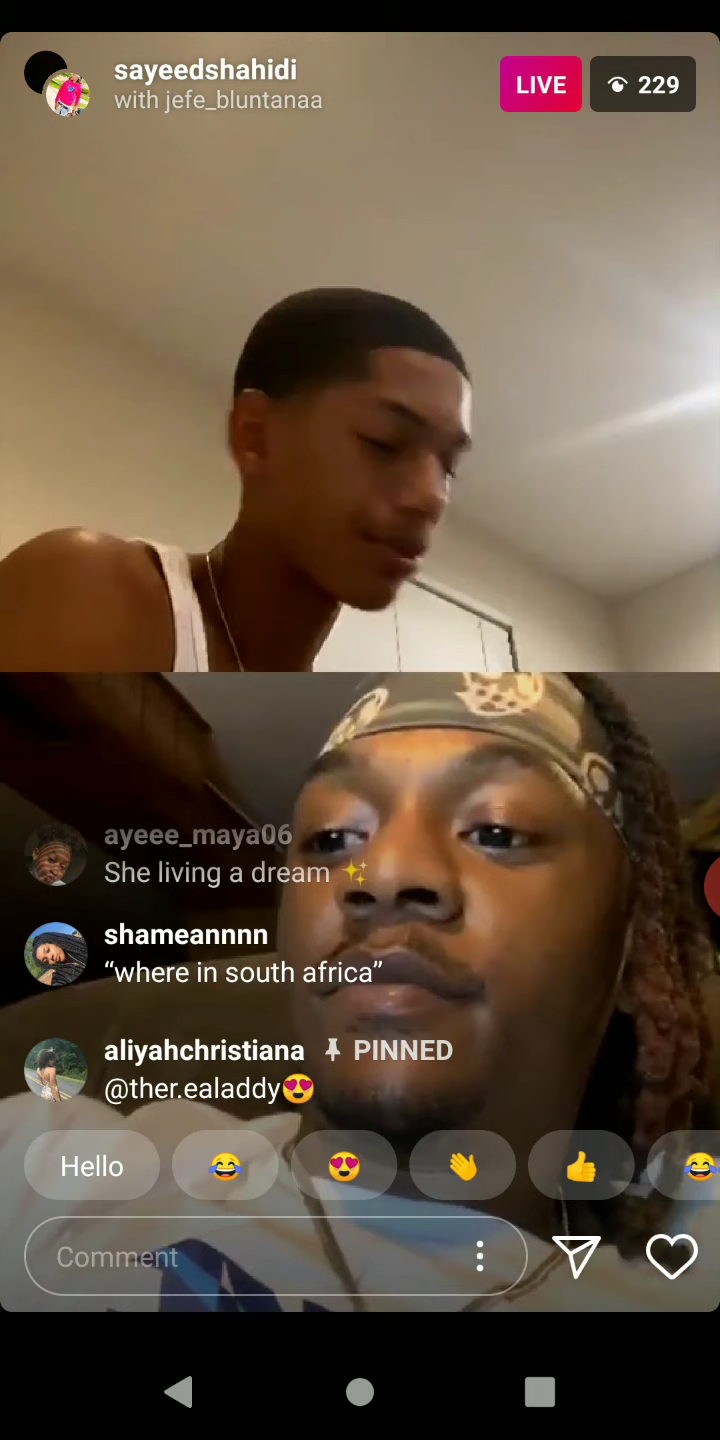 sayeedshahidi
with jefe_bluntanaa
LIVE
229
ayeee_maya06
She living a dream ✨
shameannnn
“where in south africa”
aliyahchristiana PINNED
@ther.ealaddy😍
Hello
Comment